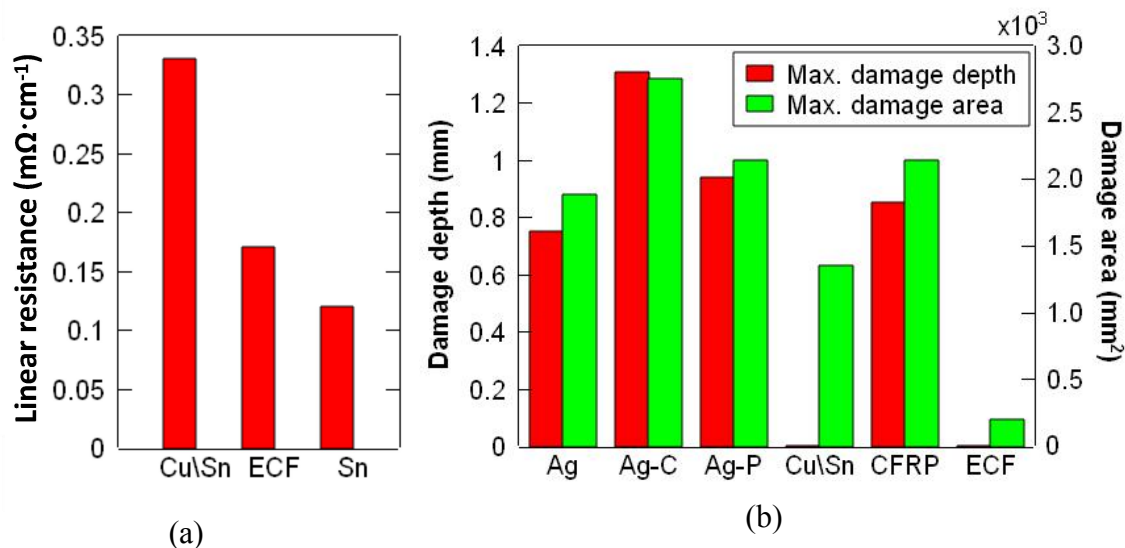 Linear resistance (mΩ·cm⁻¹)
0.35
0.3
0.25
0.2
0.15
0.1
0.05
0
Cu\Sn ECF Sn
(a)
x10³
Damage depth (mm)
1.4
1.2
1
0.8
0.6
0.4
0.2
0
Max. damage depth
Max. damage area
3.0
2.5
2.0
1.5
1.0
0.5
0
Damage area (mm²)
Ag Ag-C Ag-P Cu\Sn CFRP ECF
(b)